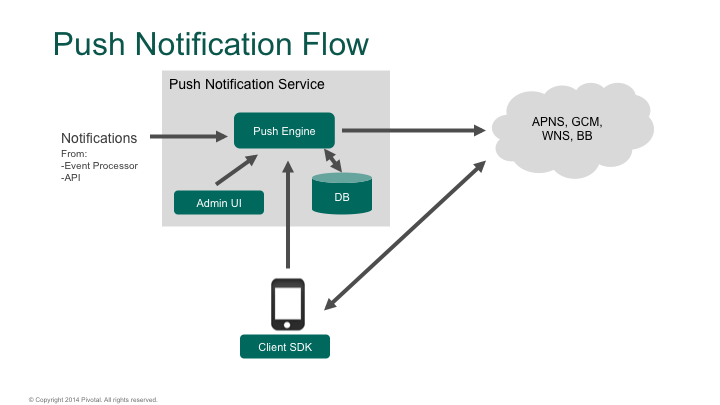 Push Notification Flow
Push Notification Service
Push Engine
Notifications
From:
-Event Processor
-API
Admin UI
DB
APNS, GCM,
WNS, BB
Client SDK
© Copyright 2014 Pivotal. All rights reserved.